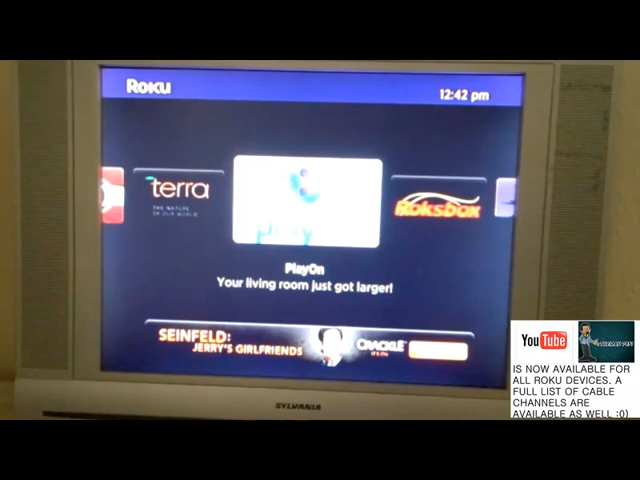 ROKU
12:42 pm
terra
THE NATURE
OF OUR WORLD
play
Roksbox
PlayOn
Your living room just got larger!
SEINFELD:
JERRY'S GIRLFRIENDS
CRACKLE
SYLVANIA
YouTube
IS NOW AVAILABLE FOR
ALL ROKU DEVICES. A
FULL LIST OF CABLE
CHANNELS ARE
AVAILABLE AS WELL :0)